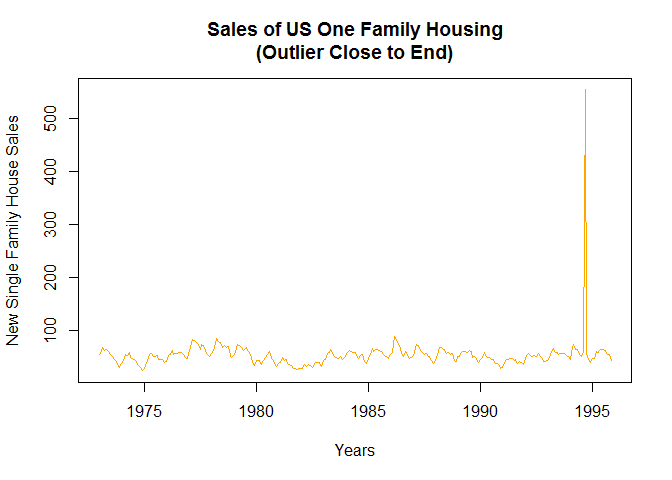 Sales of US One Family Housing
(Outlier Close to End)
New Single Family House Sales
500
400
300
200
100
1975 1980 1985 1990 1995
Years